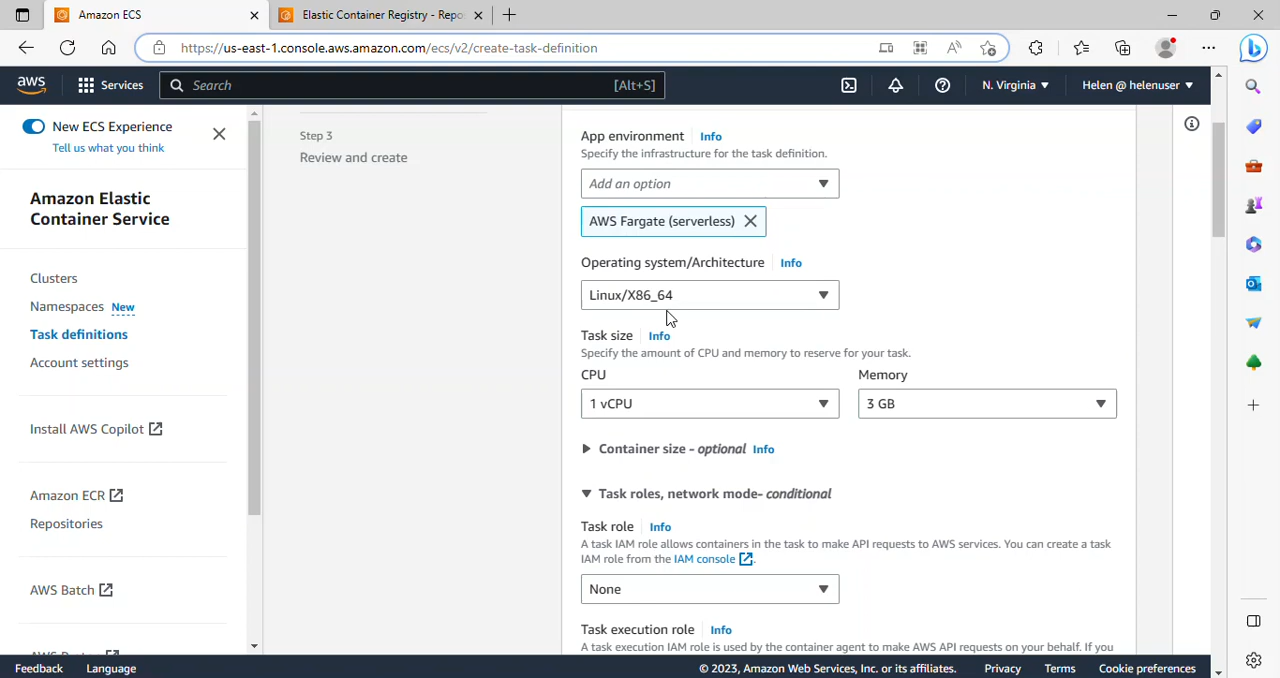 Amazon ECS
Elastic Container Registry - Repo
https://us-east-1.console.aws.amazon.com/ecs/v2/create-task-definition
aws
Services
Search
[Alt+S]
N. Virginia
Helen @ helenuser
New ECS Experience
Tell us what you think
Amazon Elastic
Container Service
Clusters
Namespaces New
Task definitions
Account settings
Install AWS Copilot
Amazon ECR
Repositories
AWS Batch
Step 3
Review and create
App environment Info
Specify the infrastructure for the task definition.
Add an option
AWS Fargate (serverless)
Operating system/Architecture Info
Linux/X86_64
Task size Info
Specify the amount of CPU and memory to reserve for your task.
CPU Memory
1 vCPU 3 GB
Container size - optional Info
Task roles, network mode- conditional
Task role Info
A task IAM role allows containers in the task to make API requests to AWS services. You can create a task
IAM role from the IAM console.
None
Task execution role Info
A task execution IAM role is used by the container agent to make AWS API requests on your behalf. If you
Feedback
Language
© 2023, Amazon Web Services, Inc. or its affiliates.
Privacy
Terms
Cookie preferences